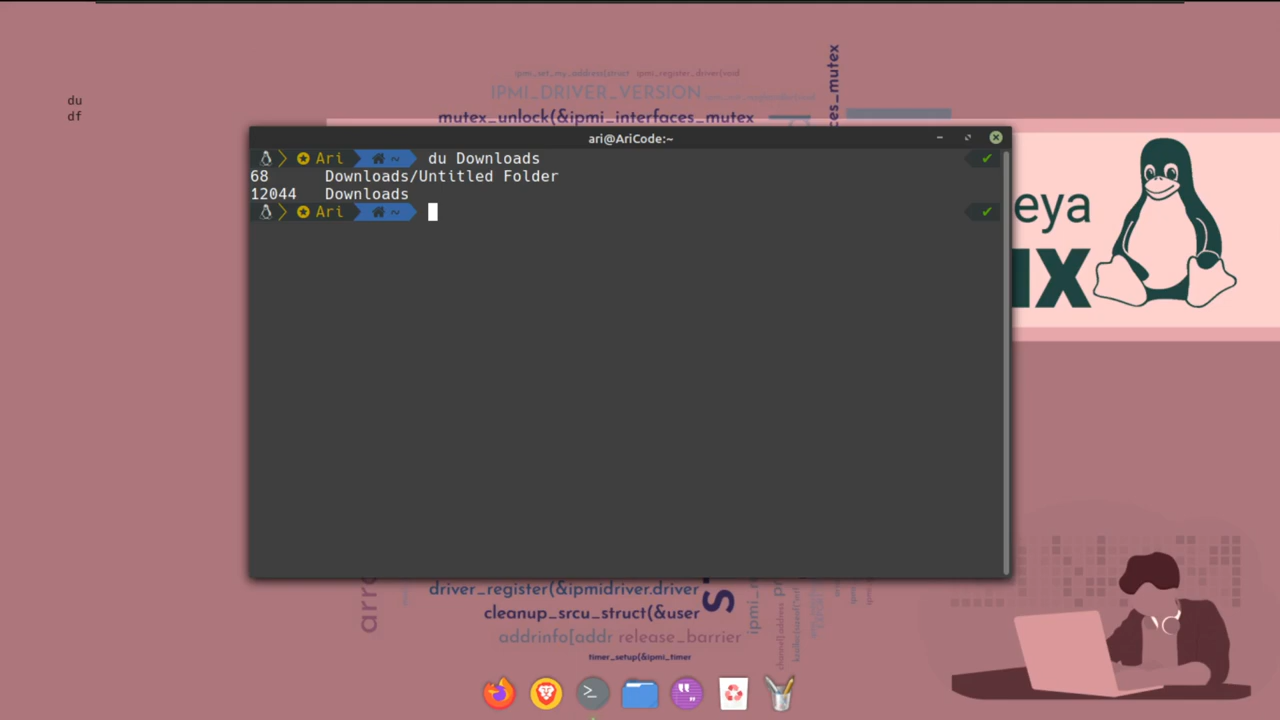 ipmi_set_my_address(struct ipmi_register_driver(void
IPMI_DRIVER_VERSION
mutex_unlock(&ipmi_interfaces_mutex
ces_mutex
du
df
ari@AriCode:~
Ari ~ du Downloads
68 Downloads/Untitled Folder
12044 Downloads
Ari ~
eya
IX
driver_register(&ipmidriver.driver
cleanup_srcu_struct(&user
addrinfo[addr release_barrier
timer_setup(&ipmi_timer
arr
s